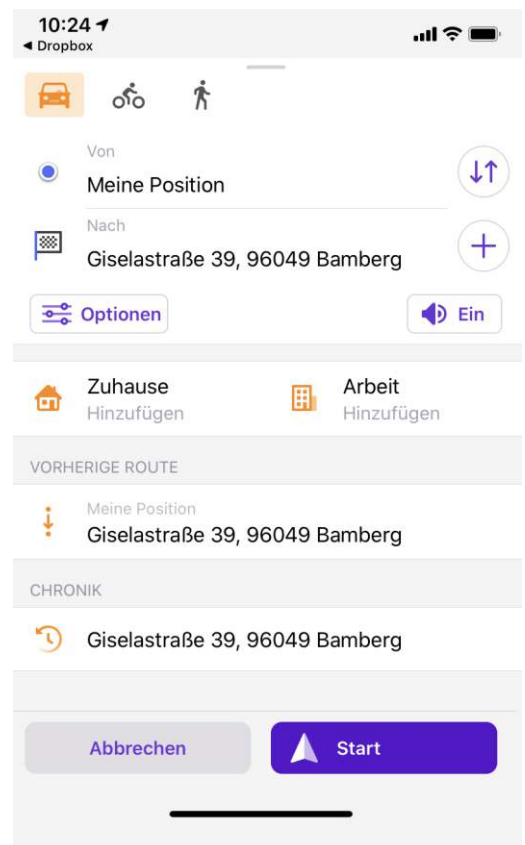 10:24
◀ Dropbox
Von
Meine Position
Nach
Giselastraße 39, 96049 Bamberg
Optionen
Ein
Zuhause
Hinzufügen
Arbeit
Hinzufügen
VORHERIGE ROUTE
Meine Position
Giselastraße 39, 96049 Bamberg
CHRONIK
Giselastraße 39, 96049 Bamberg
Abbrechen
Start